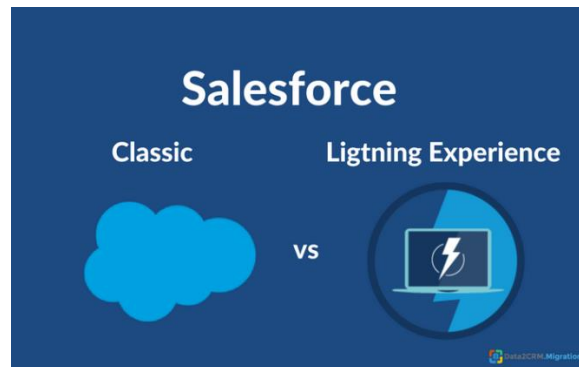 Salesforce
Classic
Ligtning Experience
vs
Data2CRM.Migration